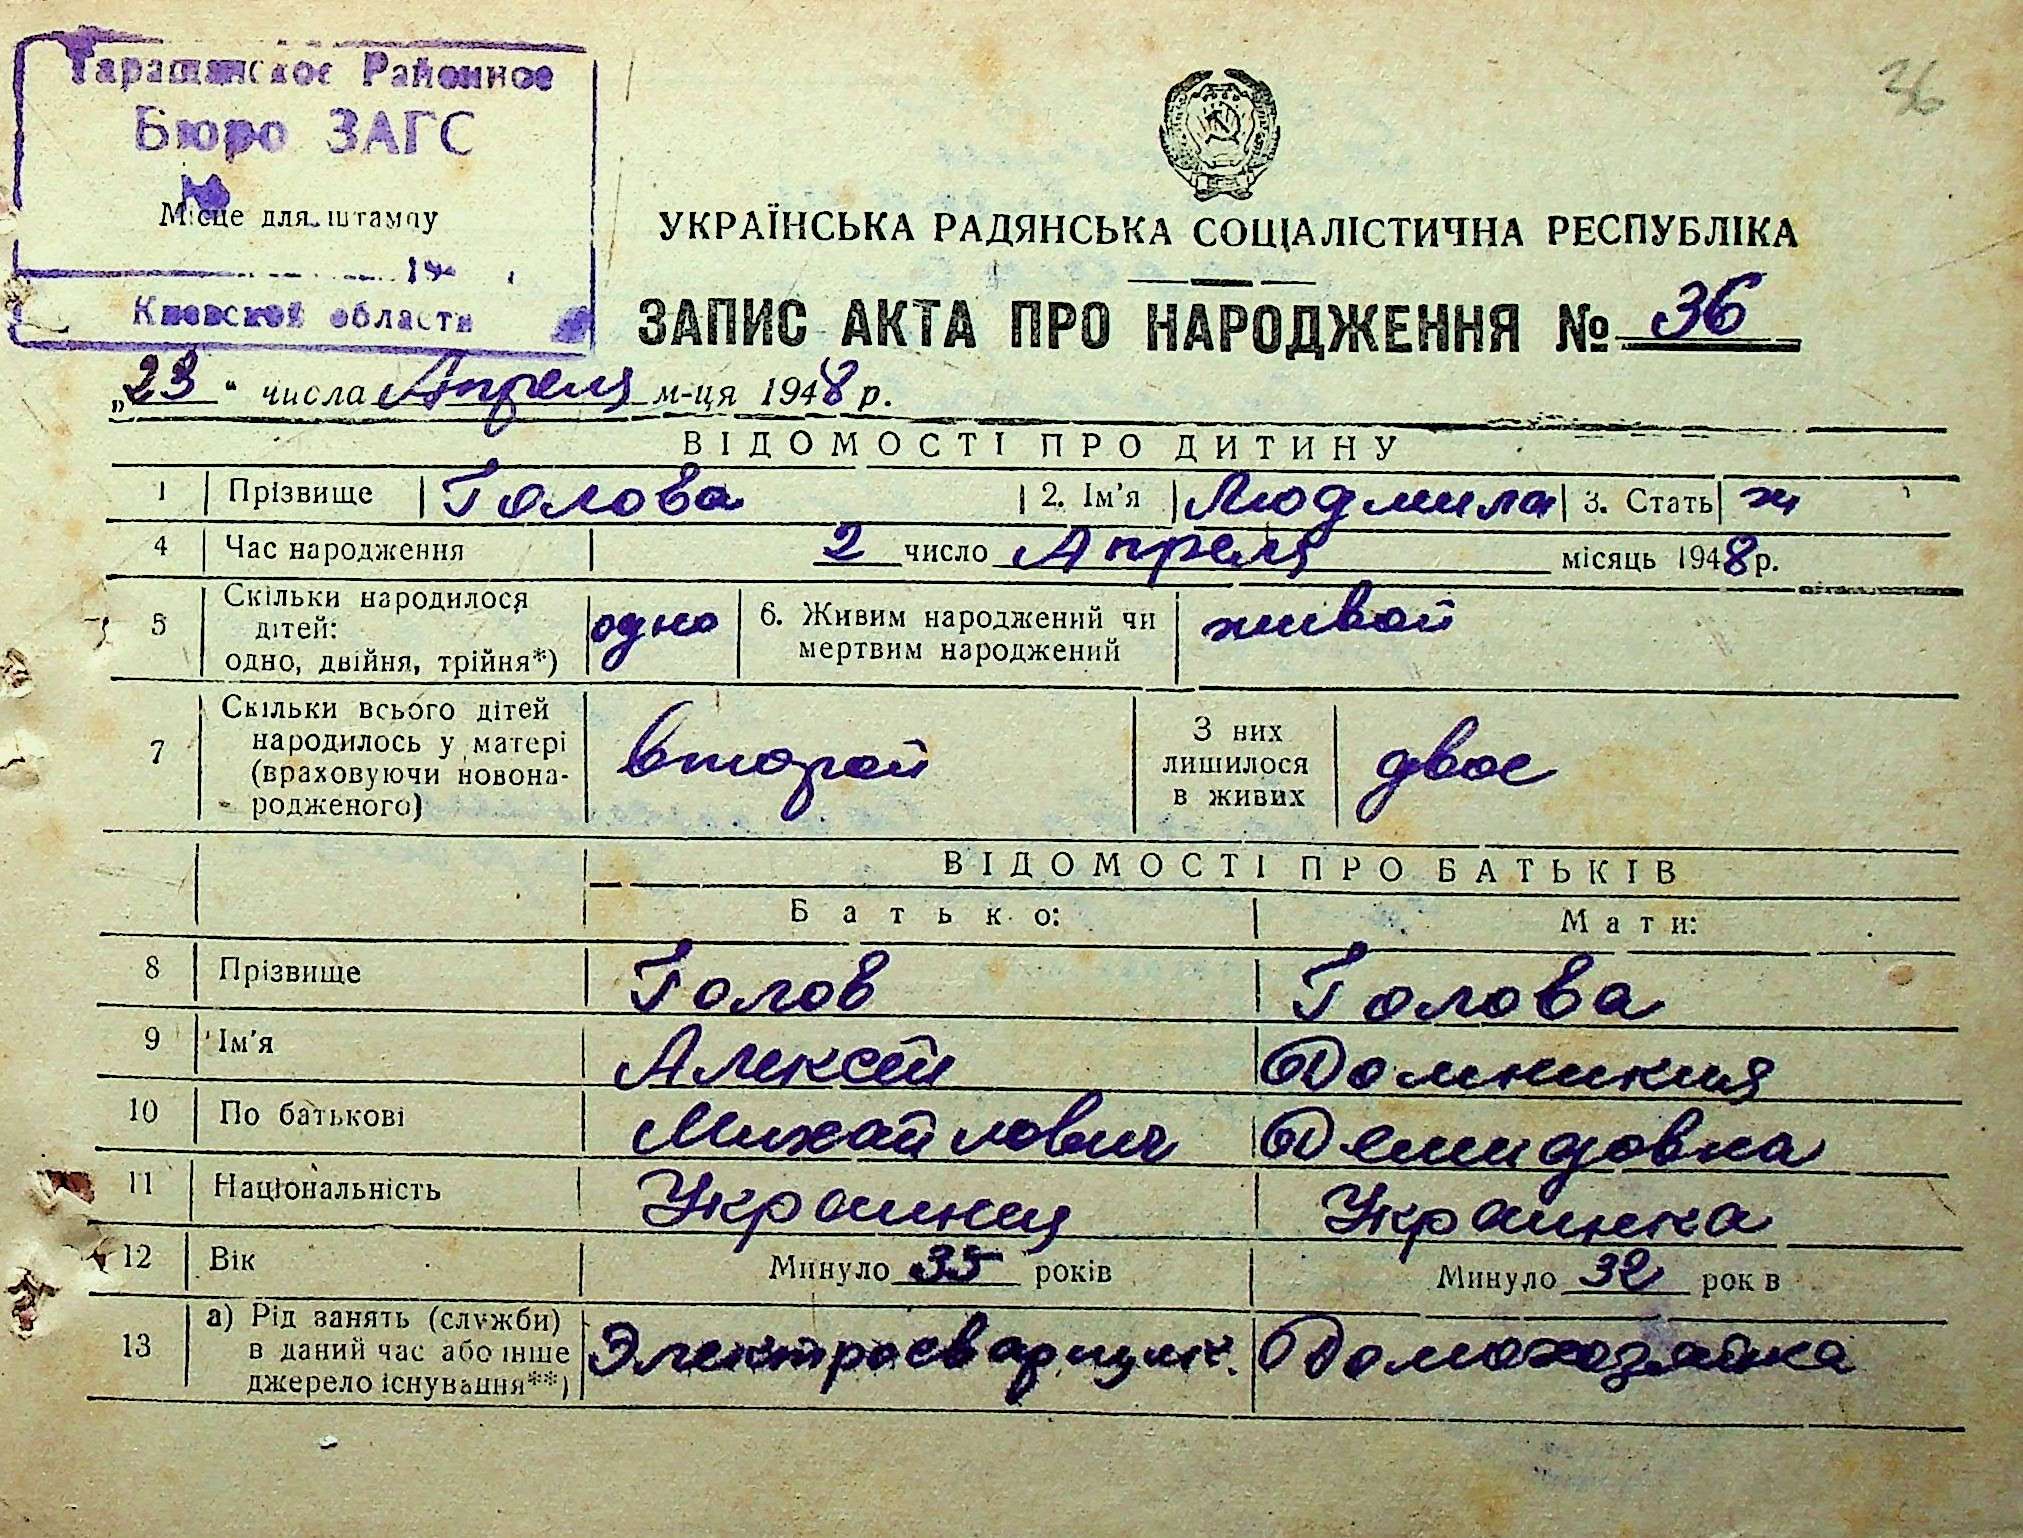 Таращанское Районное
Бюро ЗАГС
№
Місце для штампу
19
Киевской области
36
УКРАЇНСЬКА РАДЯНСЬКА СОЦІАЛІСТИЧНА РЕСПУБЛІКА
ЗАПИС АКТА ПРО НАРОДЖЕННЯ № 36
„23“ числа Апреля м-ця 1948 р.
ВІДОМОСТІ ПРО ДИТИНУ
1 Прізвище Голова 2. Ім'я Людмила 3. Стать ж
4 Час народження 2 число Апреля місяць 1948 р.
5 Скільки народилося дітей: одно, двійня, трійня*) одно 6. Живим народжений чи мертвим народжений живой
7 Скільки всього дітей народилось у матері (враховуючи новонародженого) второй З них лишилося в живих двое
ВІДОМОСТІ ПРО БАТЬКІВ
Батько: Мати:
8 Прізвище Голов Голова
9 Ім'я Алексей Домникия
10 По батькові Михайлович Демидовна
11 Національність Украинец Украинка
12 Вік Минуло 35 років Минуло 32 рок в
13 а) Рід занять (служби) в даний час або інше джерело існування**) Электросварщик. Домохозяйка